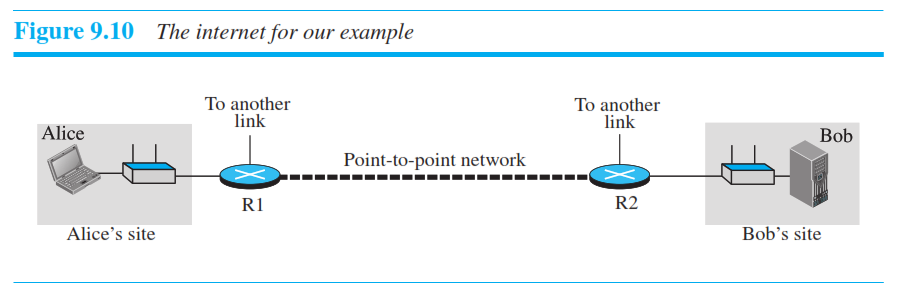 Figure 9.10 The internet for our example
To another
link
To another
link
Alice
Bob
Point-to-point network
R1
R2
Alice's site
Bob's site